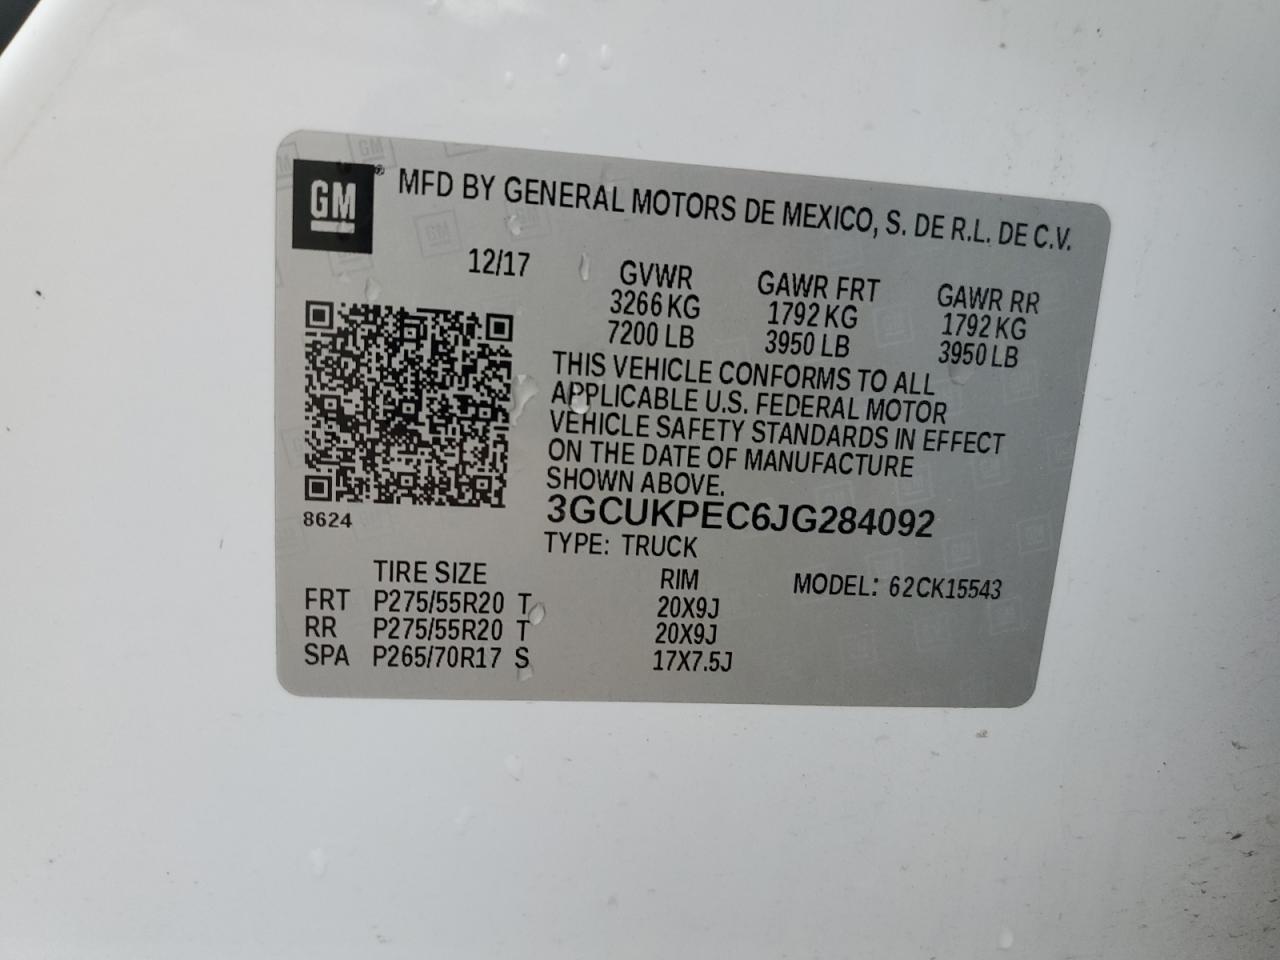 GM® MFD BY GENERAL MOTORS DE MEXICO, S. DE R.L. DE C.V.
12/17
GVWR GAWR FRT GAWR RR
3266 KG 1792 KG 1792 KG
7200 LB 3950 LB 3950 LB
THIS VEHICLE CONFORMS TO ALL
APPLICABLE U.S. FEDERAL MOTOR
VEHICLE SAFETY STANDARDS IN EFFECT
ON THE DATE OF MANUFACTURE
SHOWN ABOVE.
8624
3GCUKPEC6JG284092
TYPE: TRUCK
MODEL: 62CK15543
TIRE SIZE RIM
FRT P275/55R20 T 20X9J
RR P275/55R20 T 20X9J
SPA P265/70R17 S 17X7.5J